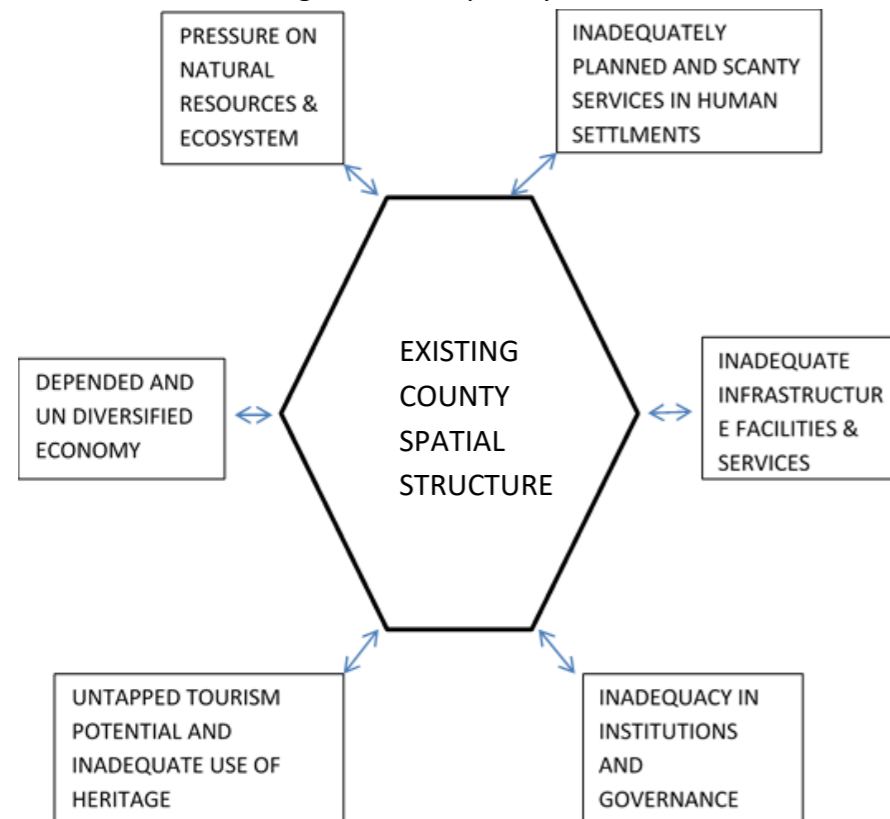 PRESSURE ON
NATURAL
RESOURCES &
ECOSYSTEM
INADEQUATELY
PLANNED AND SCANTY
SERVICES IN HUMAN
SETTLMENTS
EXISTING
COUNTY
SPATIAL
STRUCTURE
DEPENDED AND
UN DIVERSIFIED
ECONOMY
INADEQUATE
INFRASTRUCTUR
E FACILITIES &
SERVICES
UNTAPPED TOURISM
POTENTIAL AND
INADEQUATE USE OF
HERITAGE
INADEQUACY IN
INSTITUTIONS
AND
GOVERNANCE